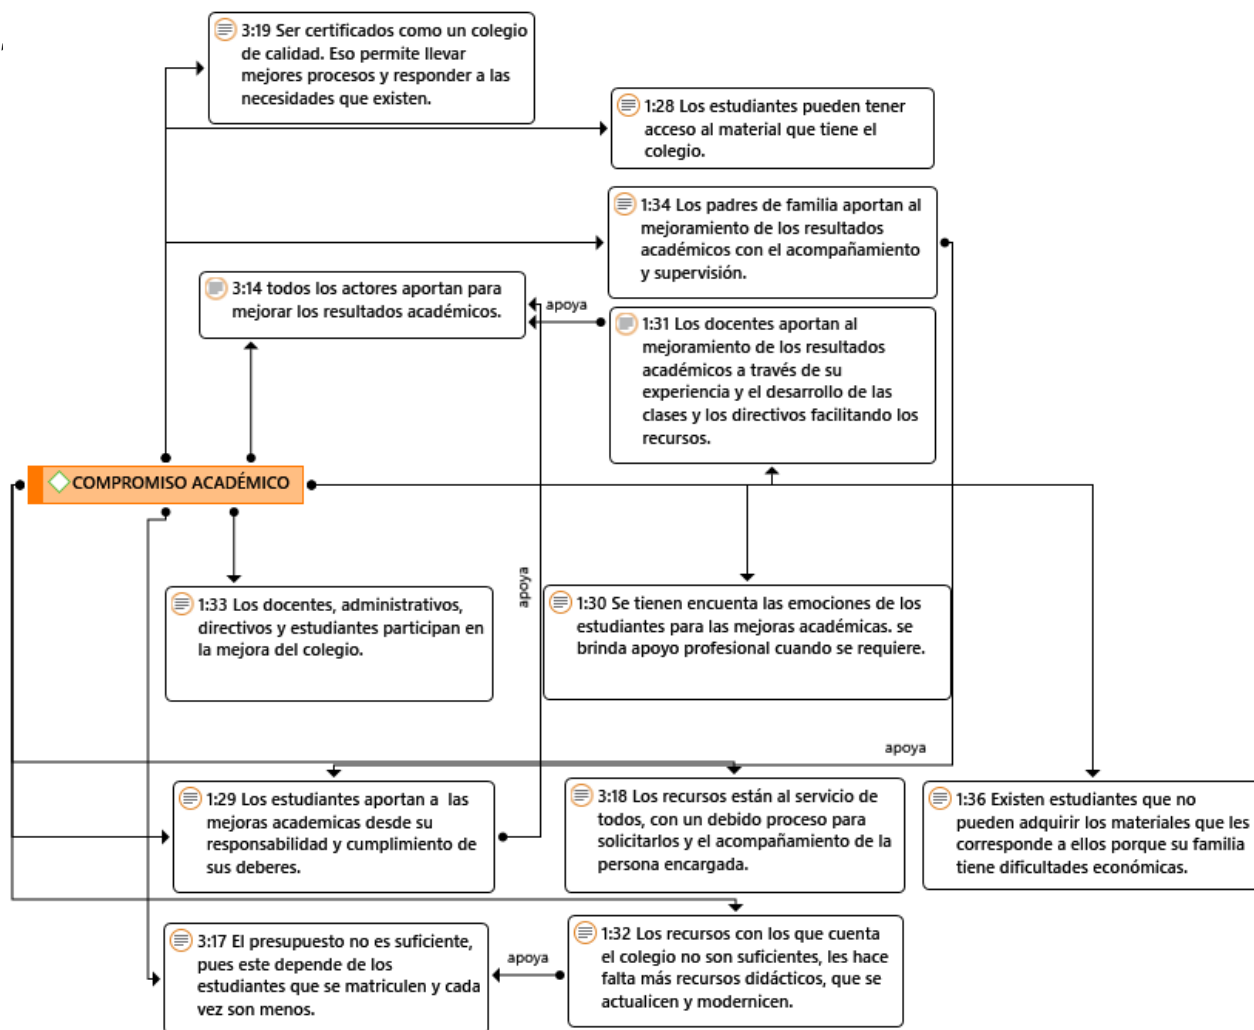 3:19 Ser certificados como un colegio
de calidad. Eso permite llevar
mejores procesos y responder a las
necesidades que existen.
1:28 Los estudiantes pueden tener
acceso al material que tiene el
colegio.
1:34 Los padres de familia aportan al
mejoramiento de los resultados
académicos con el acompañamiento
y supervisión.
3:14 todos los actores aportan para
mejorar los resultados académicos.
apoya
1:31 Los docentes aportan al
mejoramiento de los resultados
académicos a través de su
experiencia y el desarrollo de las
clases y los directivos facilitando los
recursos.
COMPROMISO ACADÉMICO
1:33 Los docentes, administrativos,
directivos y estudiantes participan en
la mejora del colegio.
apoya
1:30 Se tienen encuenta las emociones de los
estudiantes para las mejoras académicas. se
brinda apoyo profesional cuando se requiere.
apoya
1:29 Los estudiantes aportan a las
mejoras academicas desde su
responsabilidad y cumplimiento de
sus deberes.
3:18 Los recursos están al servicio de
todos, con un debido proceso para
solicitarlos y el acompañamiento de la
persona encargada.
1:36 Existen estudiantes que no
pueden adquirir los materiales que les
corresponde a ellos porque su familia
tiene dificultades económicas.
3:17 El presupuesto no es suficiente,
pues este depende de los
estudiantes que se matriculen y cada
vez son menos.
apoya
1:32 Los recursos con los que cuenta
el colegio no son suficientes, les hace
falta más recursos didácticos, que se
actualicen y modernicen.